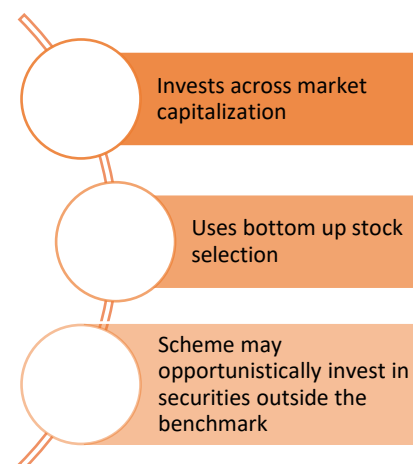 Invests across market
capitalization
Uses bottom up stock
selection
Scheme may
opportunistically invest in
securities outside the
benchmark